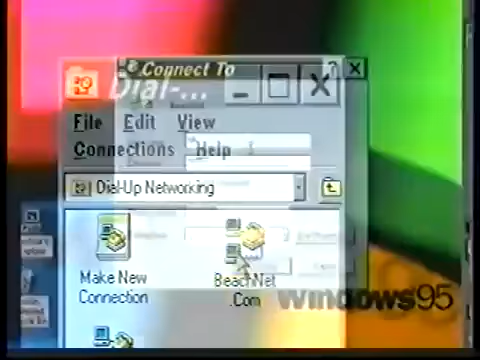 Connect To
Dial-...
File Edit View
Connections Help
Dial-Up Networking
Make New
Connection
BeachNet
.Com
windows95